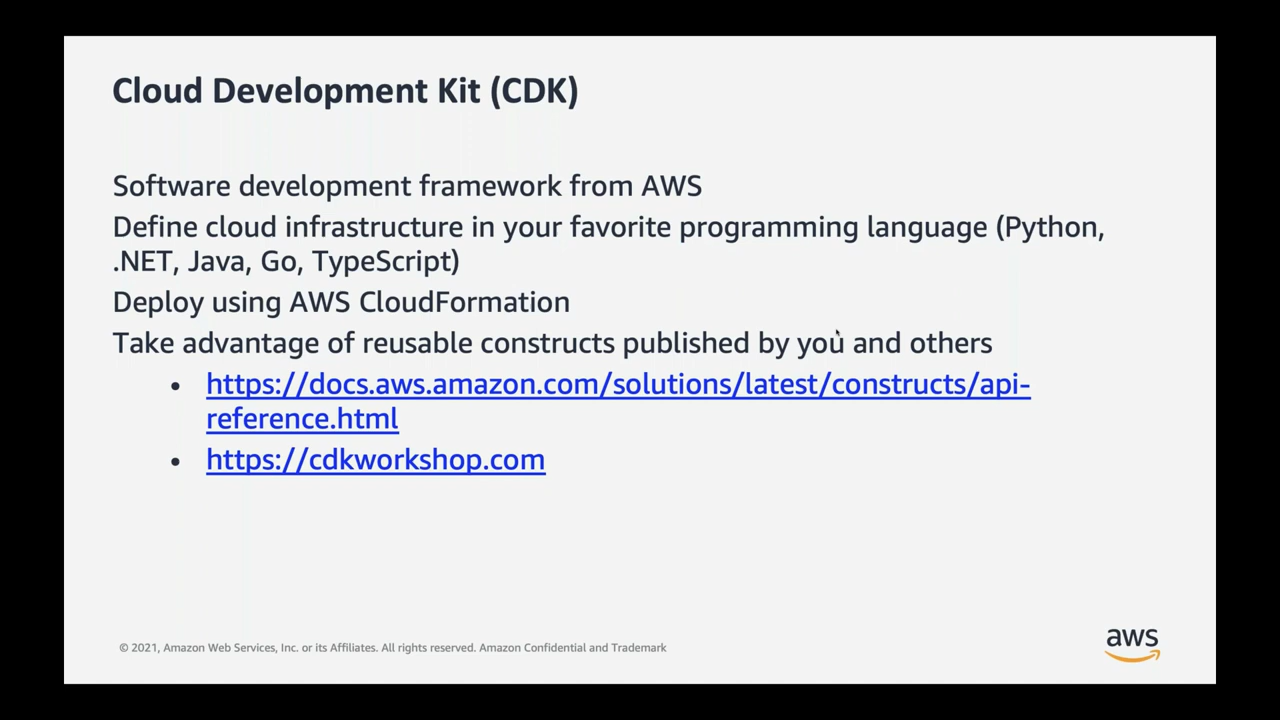 Cloud Development Kit (CDK)
Software development framework from AWS
Define cloud infrastructure in your favorite programming language (Python,
.NET, Java, Go, TypeScript)
Deploy using AWS CloudFormation
Take advantage of reusable constructs published by you and others
• https://docs.aws.amazon.com/solutions/latest/constructs/api-
reference.html
• https://cdkworkshop.com
© 2021, Amazon Web Services, Inc. or its Affiliates. All rights reserved. Amazon Confidential and Trademark
aws